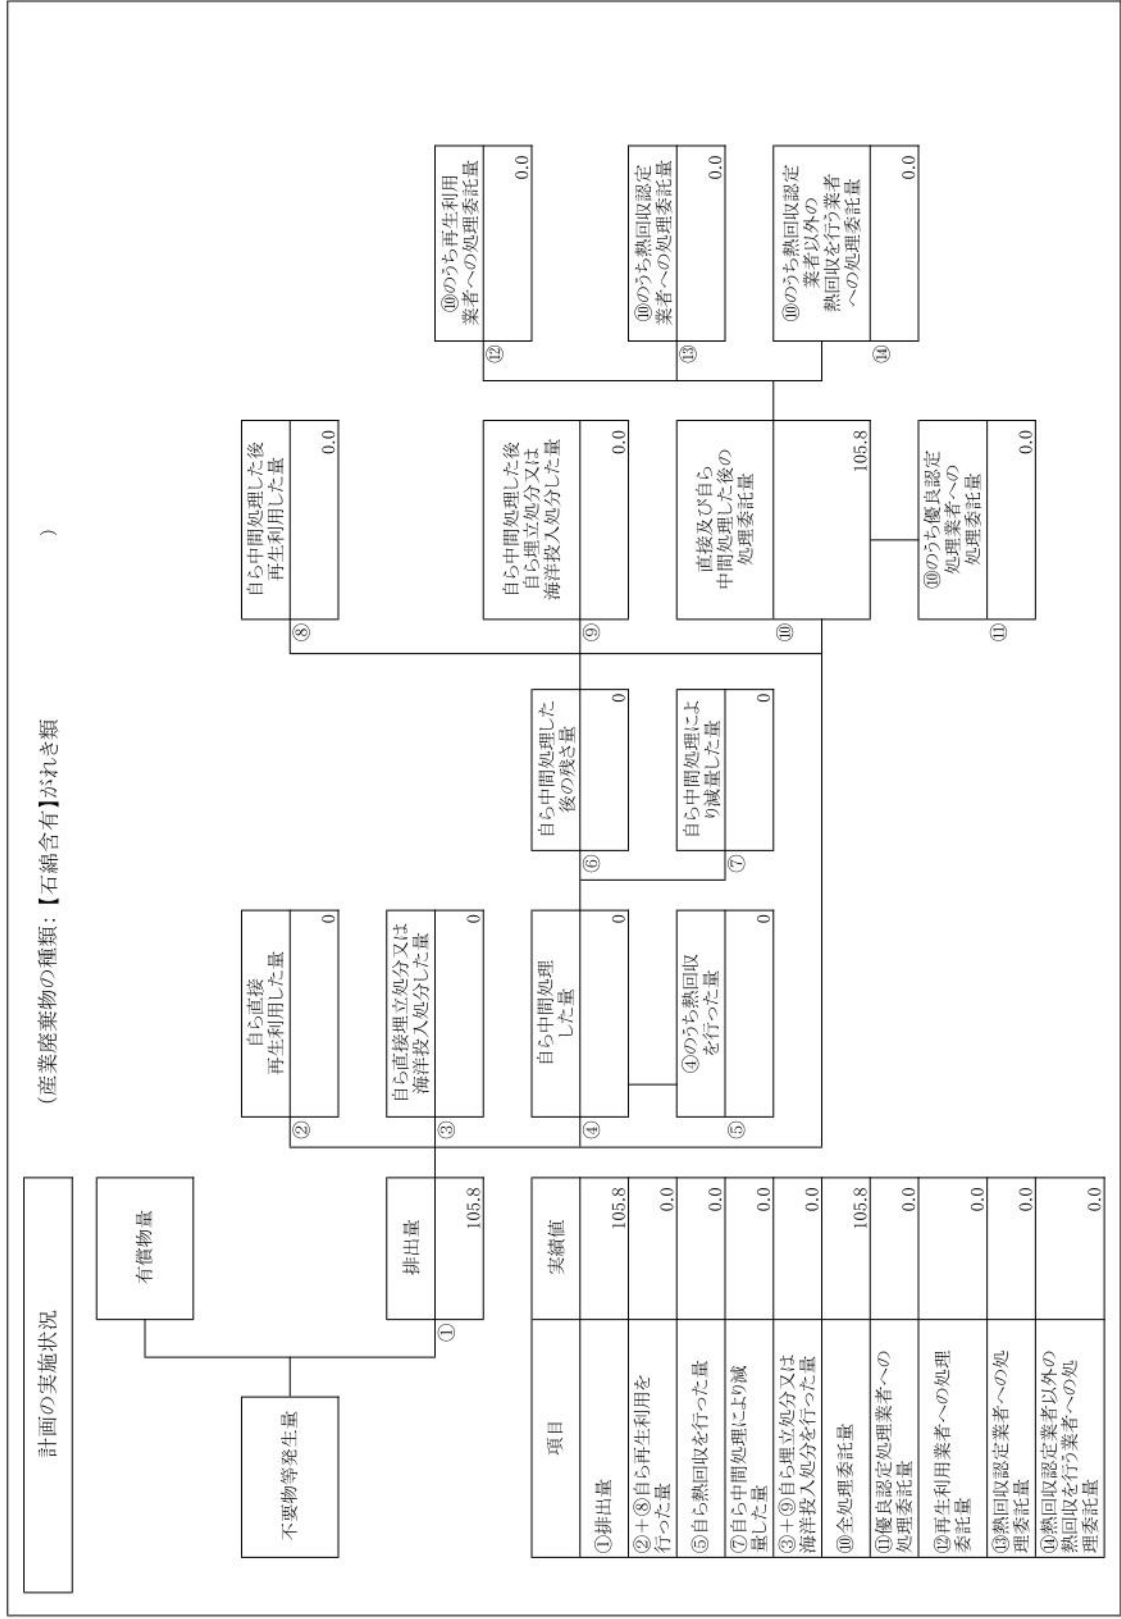 計画の実施状況
(産業廃棄物の種類：【石綿含有】がれき類
)
不要物等発生量
有償物量
排出量
①
105.8
自ら直接
再生利用した量
②
0
自ら直接埋立処分又は
海洋投入処分した量
③
0
自ら中間処理
した量
④
0
④のうち熱回収
を行った量
⑤
0
自ら中間処理した
後の残さ量
⑥
0
自ら中間処理によ
り減量した量
⑦
0
自ら中間処理した後
再生利用した量
⑧
0.0
自ら中間処理した後
自ら埋立処分又は
海洋投入処分した量
⑨
0.0
直接及び自ら
中間処理した後の
処理委託量
⑩
105.8
⑩のうち優良認定
処理業者への
処理委託量
⑪
0.0
⑩のうち再生利用
業者への処理委託量
⑫
0.0
⑩のうち熱回収認定
業者への処理委託量
⑬
0.0
⑩のうち熱回収認定
業者以外の
熱回収を行う業者
への処理委託量
⑭
0.0
項目 実績値
①排出量 105.8
②＋⑧自ら再生利用を
行った量 0.0
⑤自ら熱回収を行った量 0.0
⑦自ら中間処理により減
量した量 0.0
③＋⑨自ら埋立処分又は
海洋投入処分を行った量 0.0
⑩全処理委託量 105.8
⑪優良認定処理業者への
処理委託量 0.0
⑫再生利用業者への処理
委託量 0.0
⑬熱回収認定業者への処
理委託量 0.0
⑭熱回収認定業者以外の
熱回収を行う業者への処
理委託量 0.0